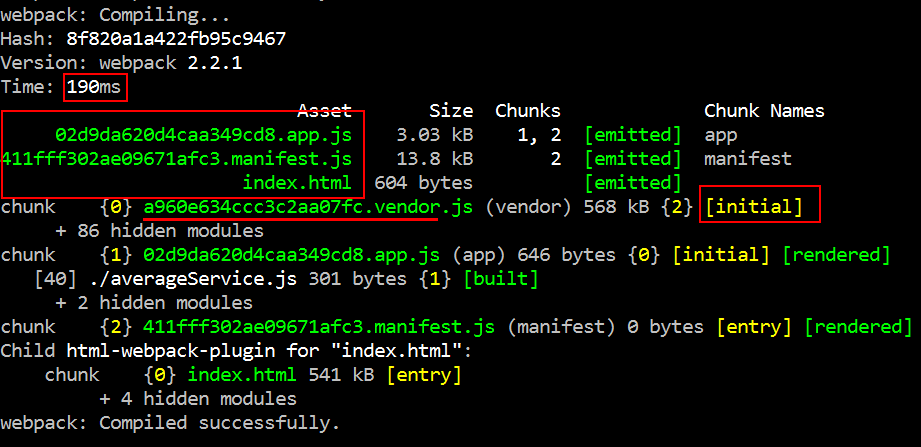 webpack: Compiling...
Hash: 8f820a1a422fb95c9467
Version: webpack 2.2.1
Time: 190ms
Asset Size Chunks Chunk Names
02d9da620d4caa349cd8.app.js 3.03 kB 1, 2 [emitted] app
411fff302ae09671afc3.manifest.js 13.8 kB 2 [emitted] manifest
index.html 604 bytes [emitted]
chunk {0} a960e634ccc3c2aa07fc.vendor.js (vendor) 568 kB {2} [initial]
+ 86 hidden modules
chunk {1} 02d9da620d4caa349cd8.app.js (app) 646 bytes {0} [initial] [rendered]
[40] ./averageService.js 301 bytes {1} [built]
+ 2 hidden modules
chunk {2} 411fff302ae09671afc3.manifest.js (manifest) 0 bytes [entry] [rendered]
Child html-webpack-plugin for "index.html":
chunk {0} index.html 541 kB [entry]
+ 4 hidden modules
webpack: Compiled successfully.